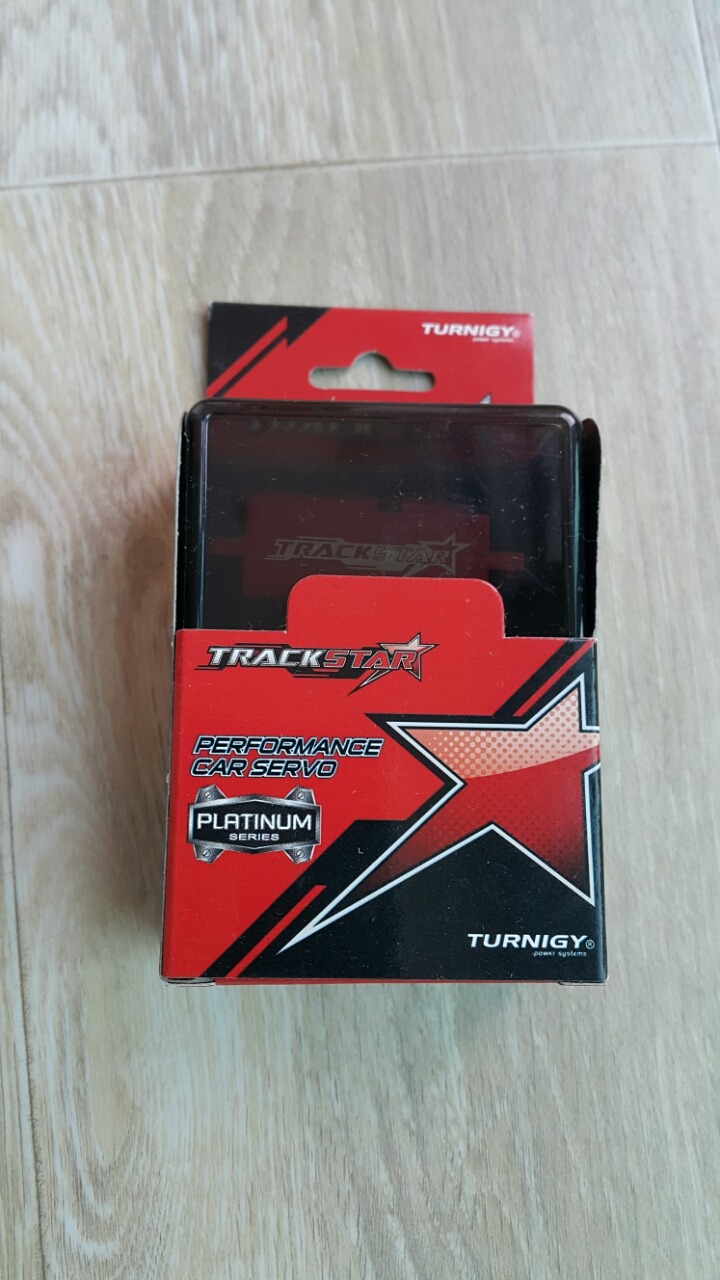 TURNIGY®
power systems
TRACKSTAR
TRACKSTAR
PERFORMANCE
CAR SERVO
PLATINUM
SERIES
TURNIGY®
power systems